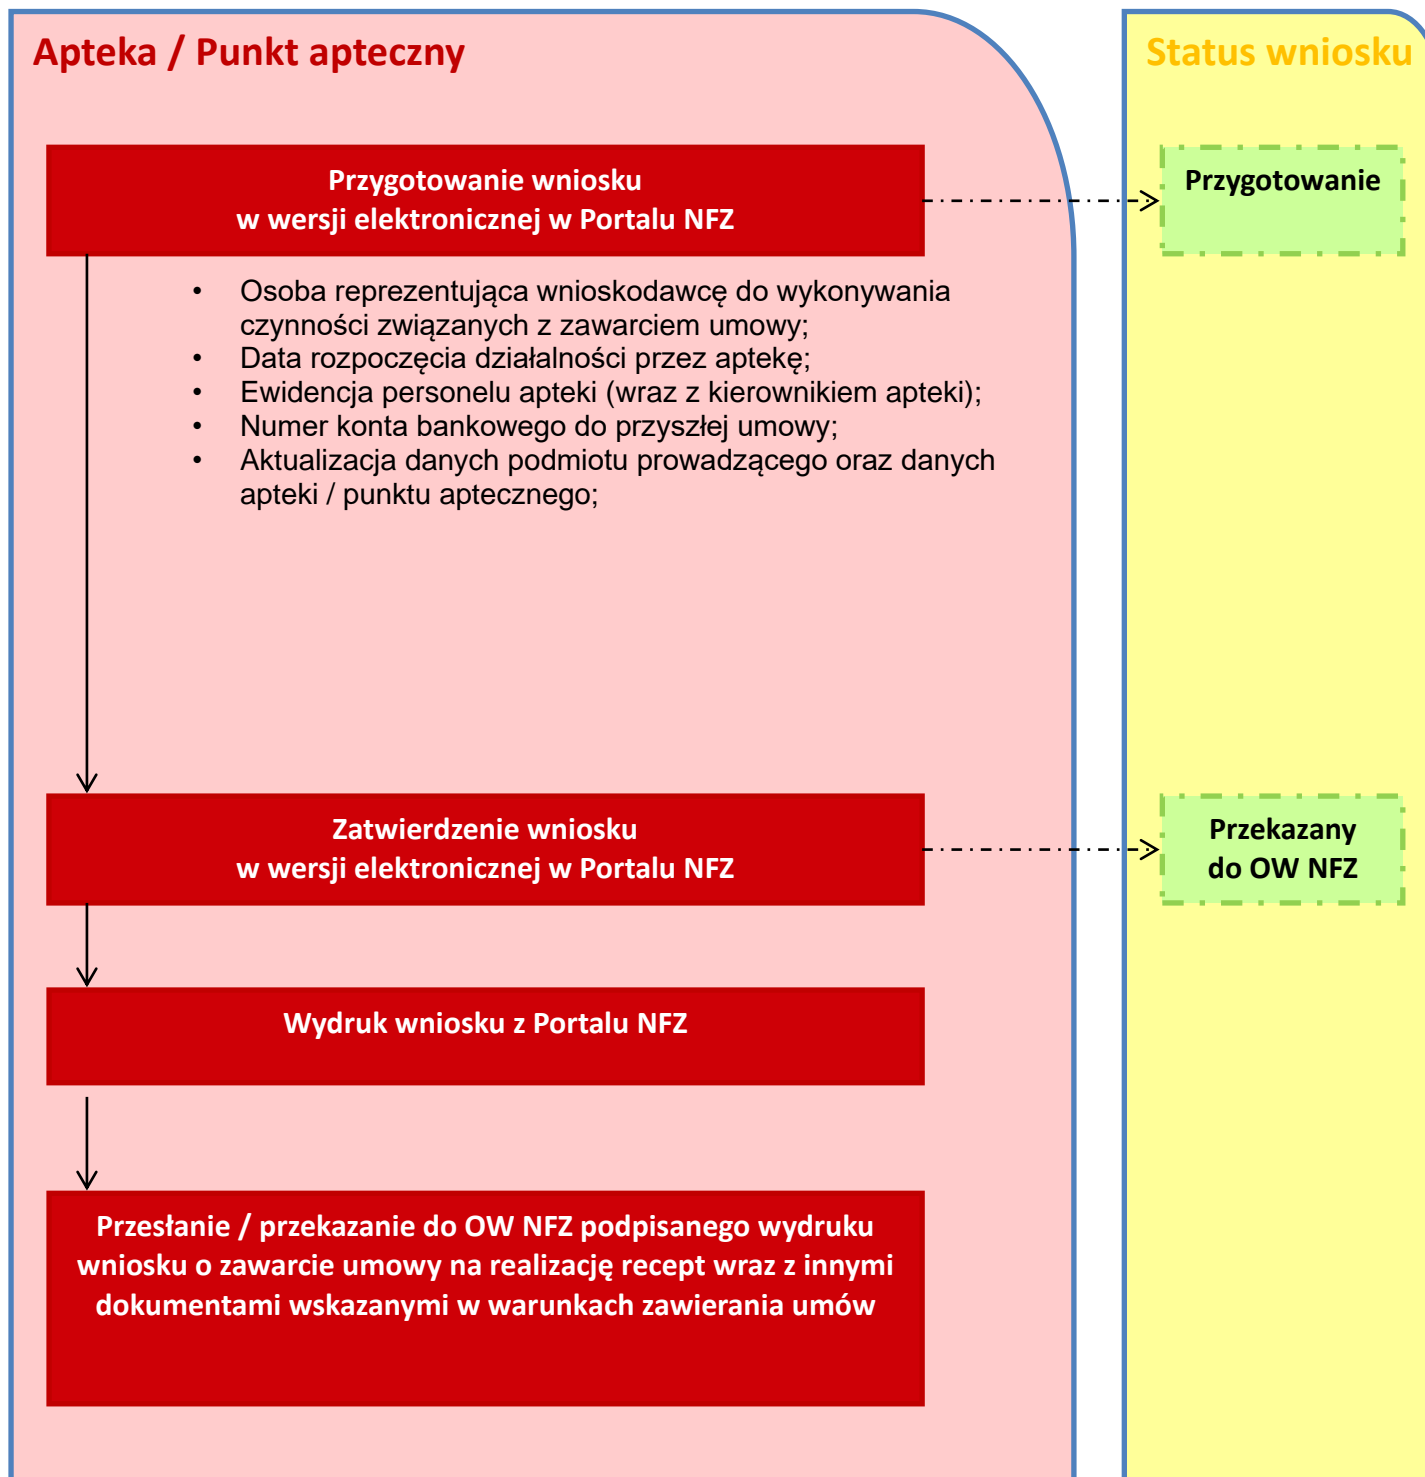 Apteka / Punkt apteczny
Status wniosku
Przygotowanie wniosku
w wersji elektronicznej w Portalu NFZ
Przygotowanie
• Osoba reprezentująca wnioskodawcę do wykonywania
czynności związanych z zawarciem umowy;
• Data rozpoczęcia działalności przez aptekę;
• Ewidencja personelu apteki (wraz z kierownikiem apteki);
• Numer konta bankowego do przyszłej umowy;
• Aktualizacja danych podmiotu prowadzącego oraz danych
apteki / punktu aptecznego;
Zatwierdzenie wniosku
w wersji elektronicznej w Portalu NFZ
Przekazany
do OW NFZ
Wydruk wniosku z Portalu NFZ
Przesłanie / przekazanie do OW NFZ podpisanego wydruku
wniosku o zawarcie umowy na realizację recept wraz z innymi
dokumentami wskazanymi w warunkach zawierania umów